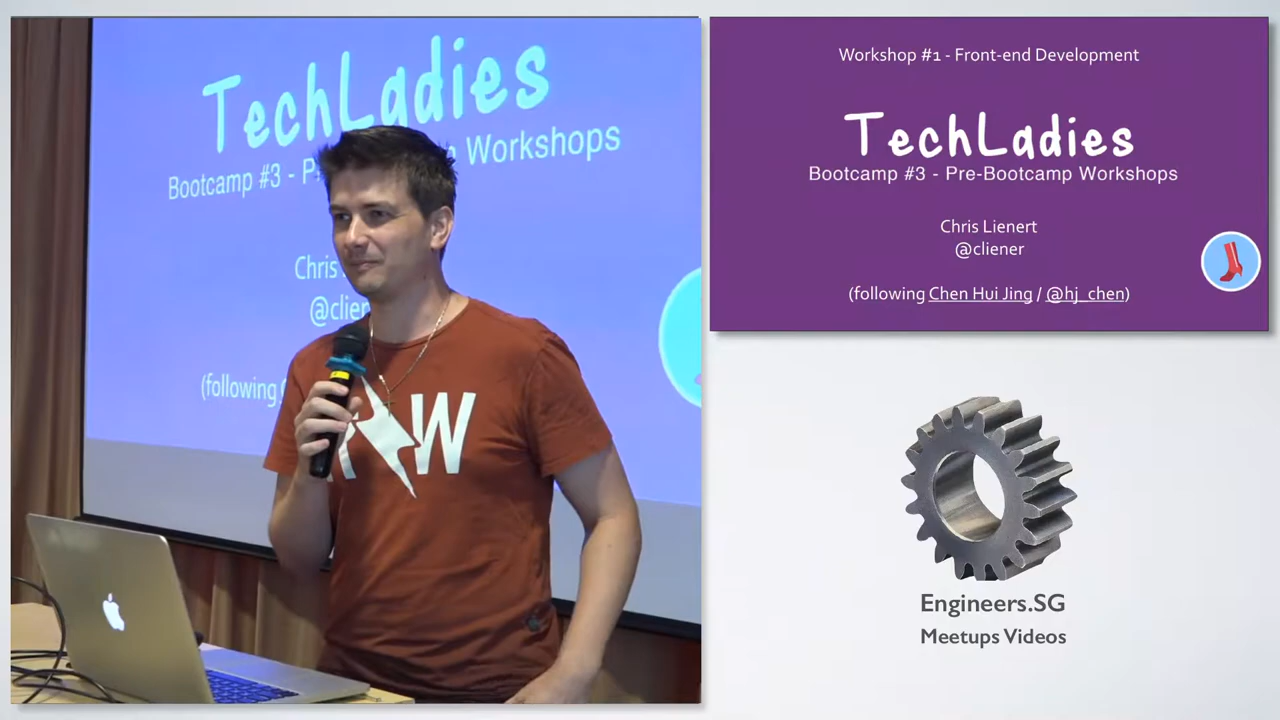 TechLadies
Bootcamp #3 - P
Workshops
Chris
@clien
(following
W
Workshop #1 - Front-end Development
TechLadies
Bootcamp #3 - Pre-Bootcamp Workshops
Chris Lienert
@cliener
(following Chen Hui Jing / @hj_chen)
Engineers.SG
Meetups Videos